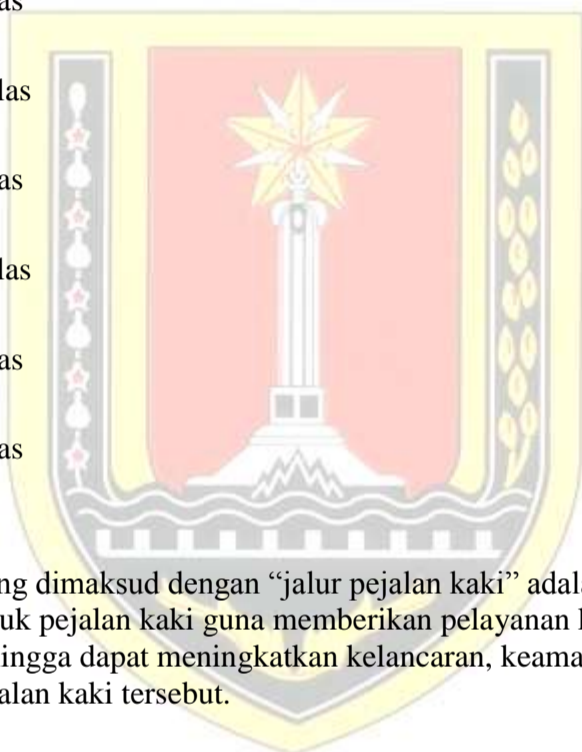 as
las
as
las
as
as
ng dimaksud dengan “jalur pejalan kaki” adala
uk pejalan kaki guna memberikan pelayanan
ingga dapat meningkatkan kelancaran, keama
alan kaki tersebut.